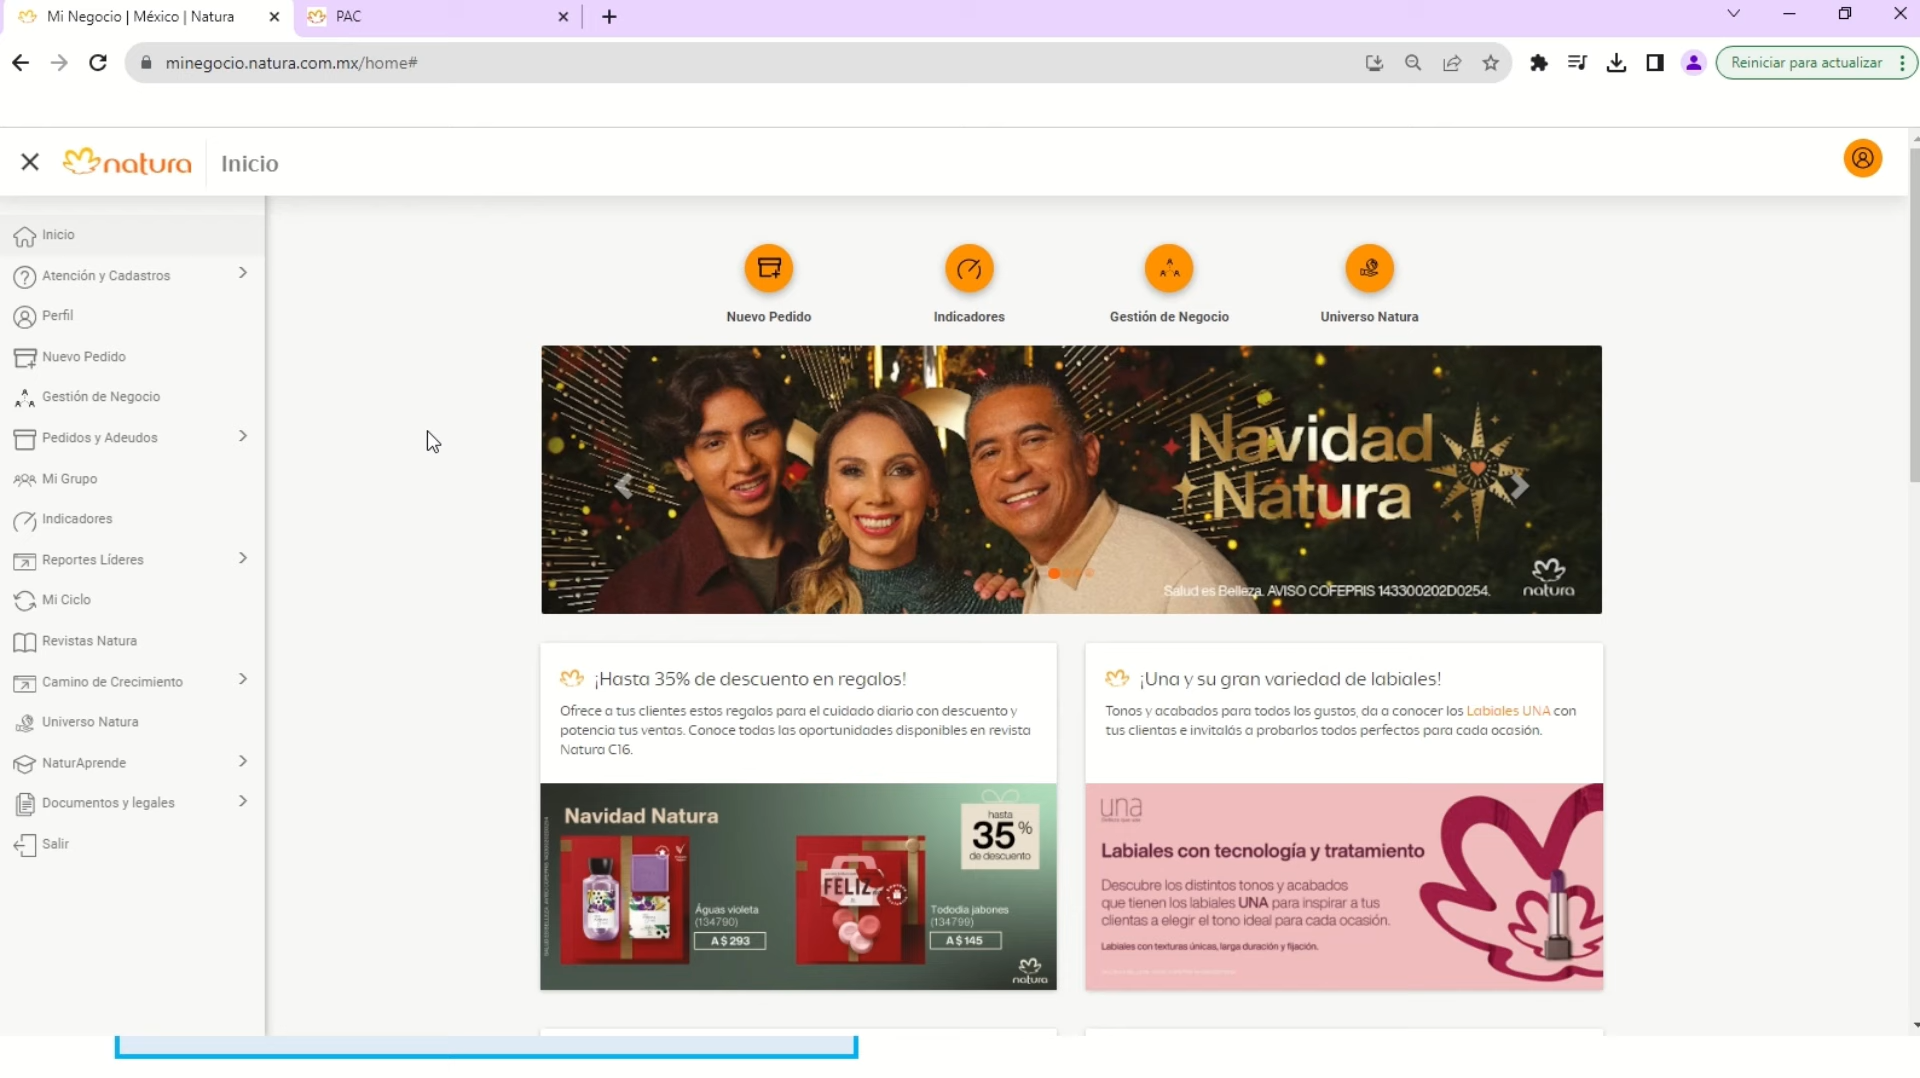 Mi Negocio | México | Natura
PAC
minegocio.natura.com.mx/home#
Reiniciar para actualizar
natura
Inicio
Inicio
Atención y Cadastros
Perfil
Nuevo Pedido
Gestión de Negocio
Pedidos y Adeudos
Mi Grupo
Indicadores
Reportes Líderes
Mi Ciclo
Revistas Natura
Camino de Crecimiento
Universo Natura
NaturAprende
Documentos y legales
Salir
Nuevo Pedido
Indicadores
Gestión de Negocio
Universo Natura
Navidad
Natura
Salud es Belleza. AVISO COFEPRIS 143300202D0254.
natura
¡Hasta 35% de descuento en regalos!
Ofrece a tus clientes estos regalos para el cuidado diario con descuento y
potencia tus ventas. Conoce todas las oportunidades disponibles en revista
Natura C16.
Navidad Natura
hasta
35%
de descuento
FELIZ
Águas violeta
(134790)
A $ 293
Tododia jabones
(134799)
A $ 145
natura
¡Una y su gran variedad de labiales!
Tonos y acabados para todos los gustos, da a conocer los Labiales UNA con
tus clientes e invitalás a probarlos todos perfectos para cada ocasión.
una
Labiales con tecnología y tratamiento
Descubre los distintos tonos y acabados
que tienen los labiales UNA para inspirar a tus
clientes a elegir el tono ideal para cada ocasión.
Labiales con texturas únicas, larga duración y fijación.